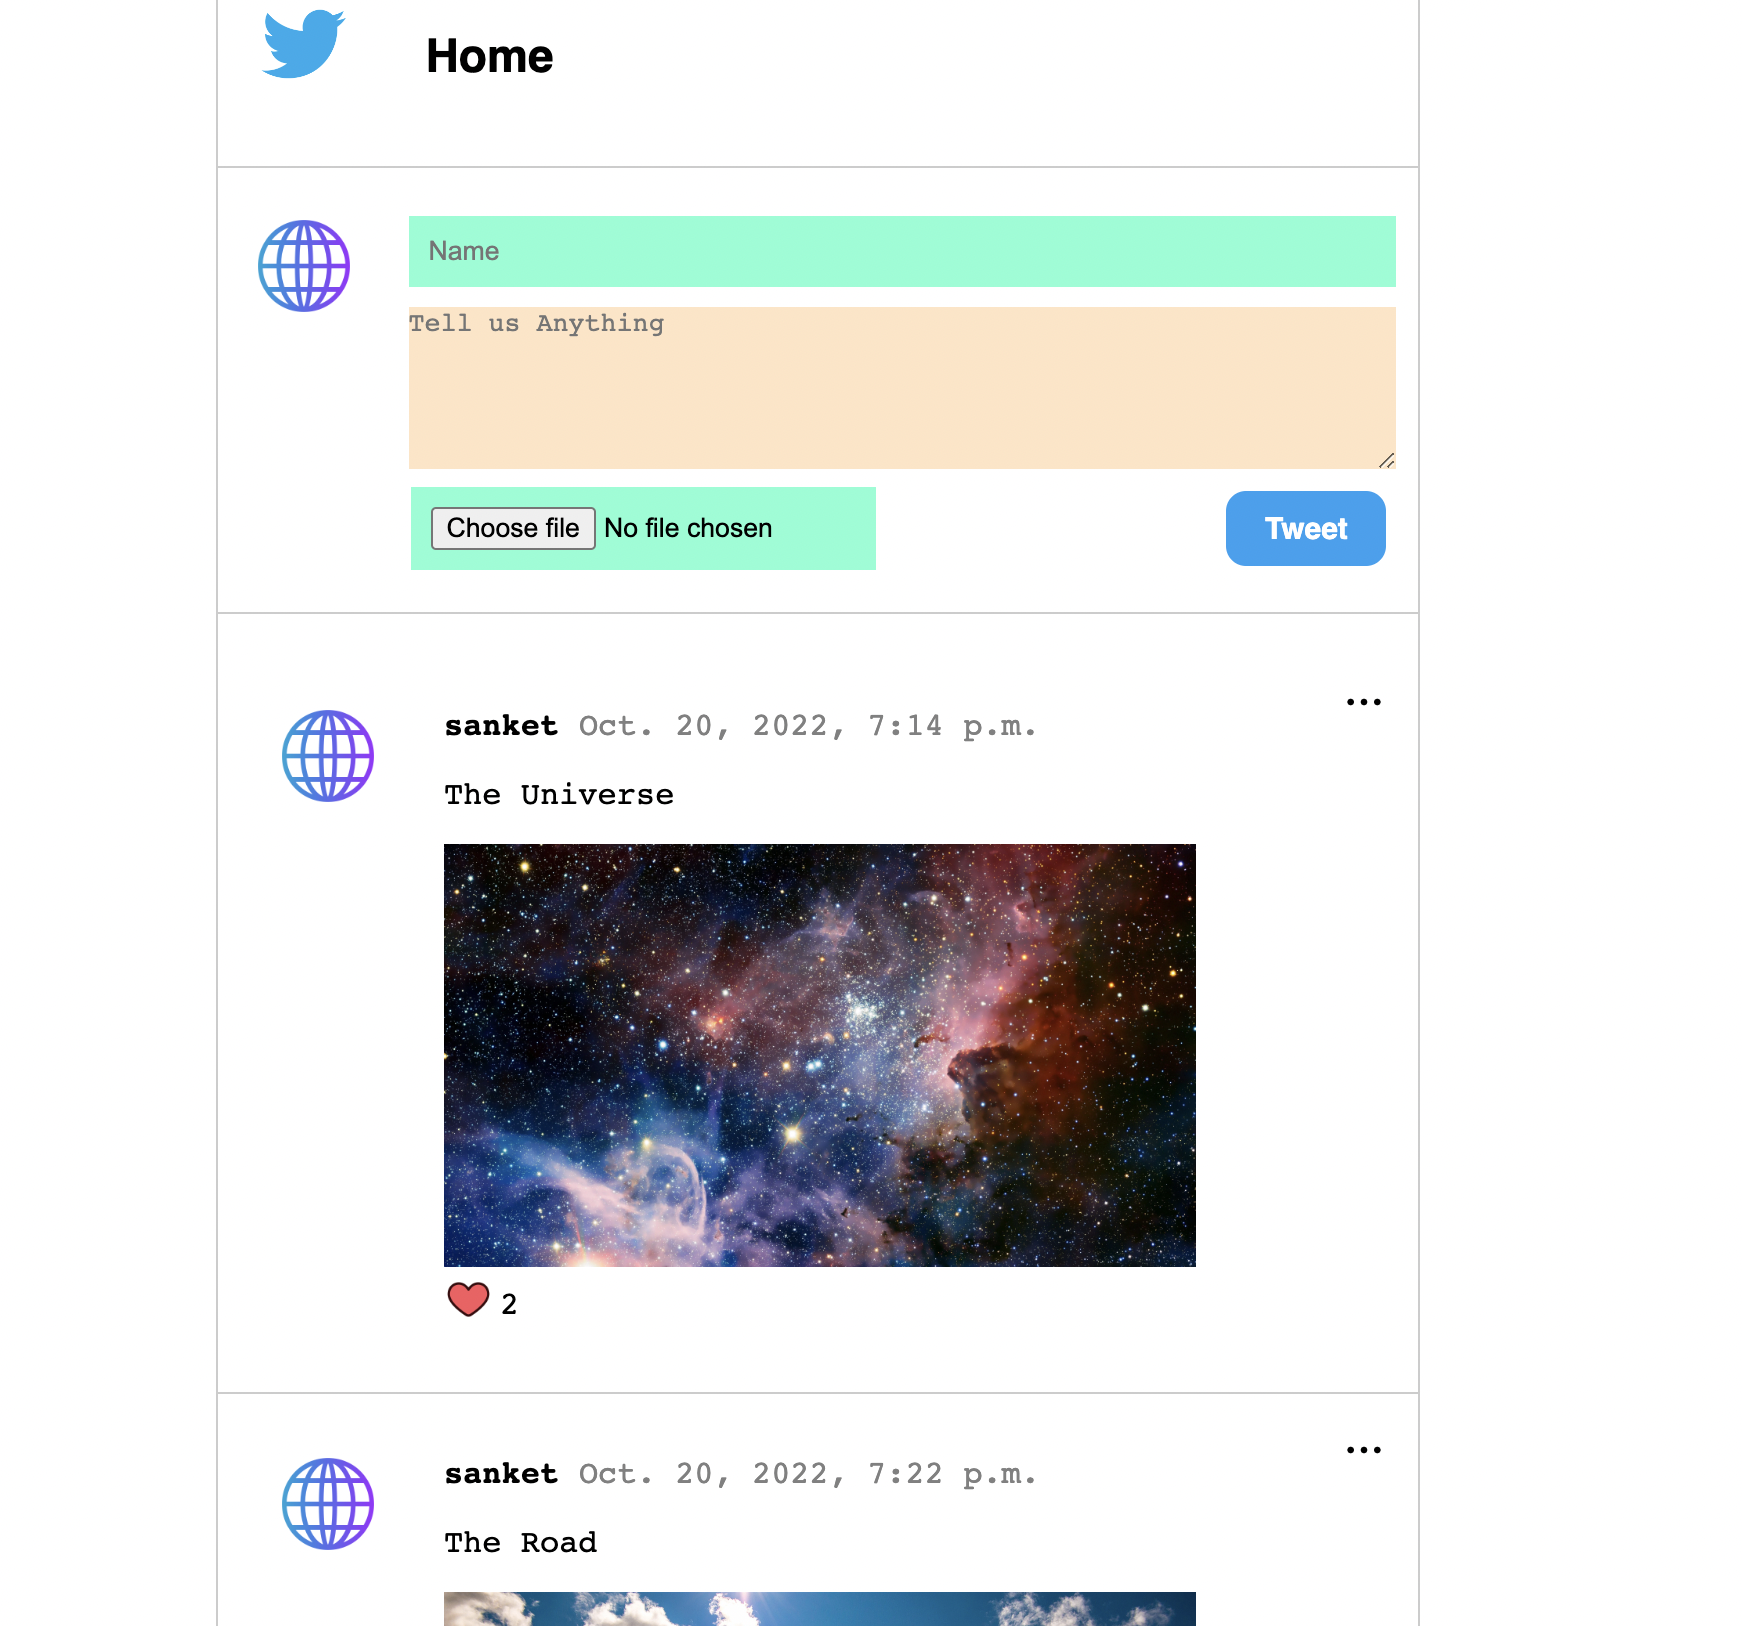 Home
Name
Tell us Anything
Choose file No file chosen
Tweet
sanket Oct. 20, 2022, 7:14 p.m.
The Universe
2
sanket Oct. 20, 2022, 7:22 p.m.
The Road